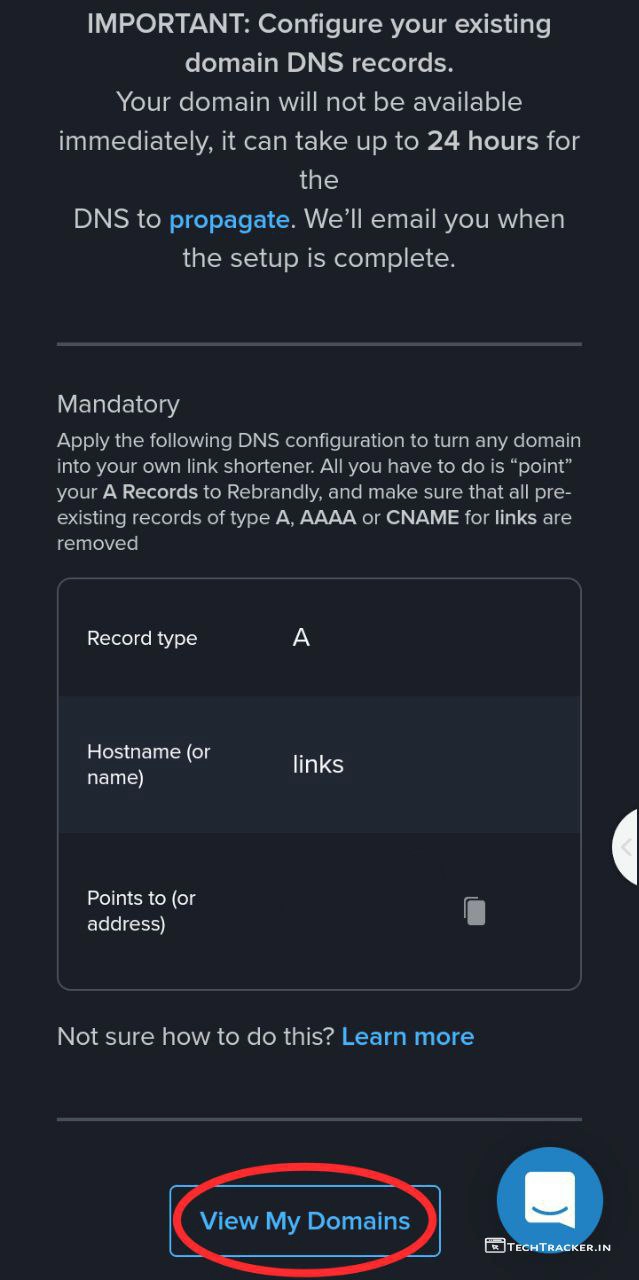 IMPORTANT: Configure your existing
domain DNS records.
Your domain will not be available
immediately, it can take up to 24 hours for
the
DNS to propagate. We’ll email you when
the setup is complete.
Mandatory
Apply the following DNS configuration to turn any domain
into your own link shortener. All you have to do is “point”
your A Records to Rebrandly, and make sure that all pre-
existing records of type A, AAAA or CNAME for links are
removed
Record type A
Hostname (or
name) links
Points to (or
address)
Not sure how to do this? Learn more
View My Domains
TECHTRACKER.IN